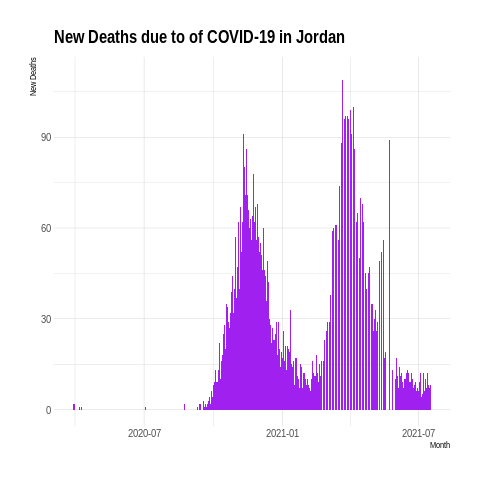 New Deaths due to of COVID-19 in Jordan
New Deaths
90
60
30
0
2020-07
2021-01
2021-07
Month